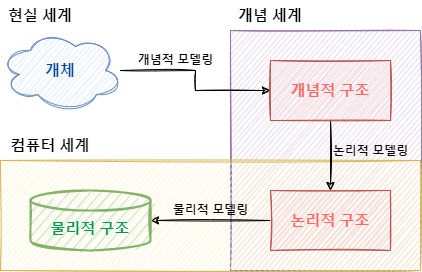 현실 세계
개념 세계
개체
개념적 모델링
개념적 구조
컴퓨터 세계
논리적 모델링
물리적 구조
물리적 모델링
논리적 구조